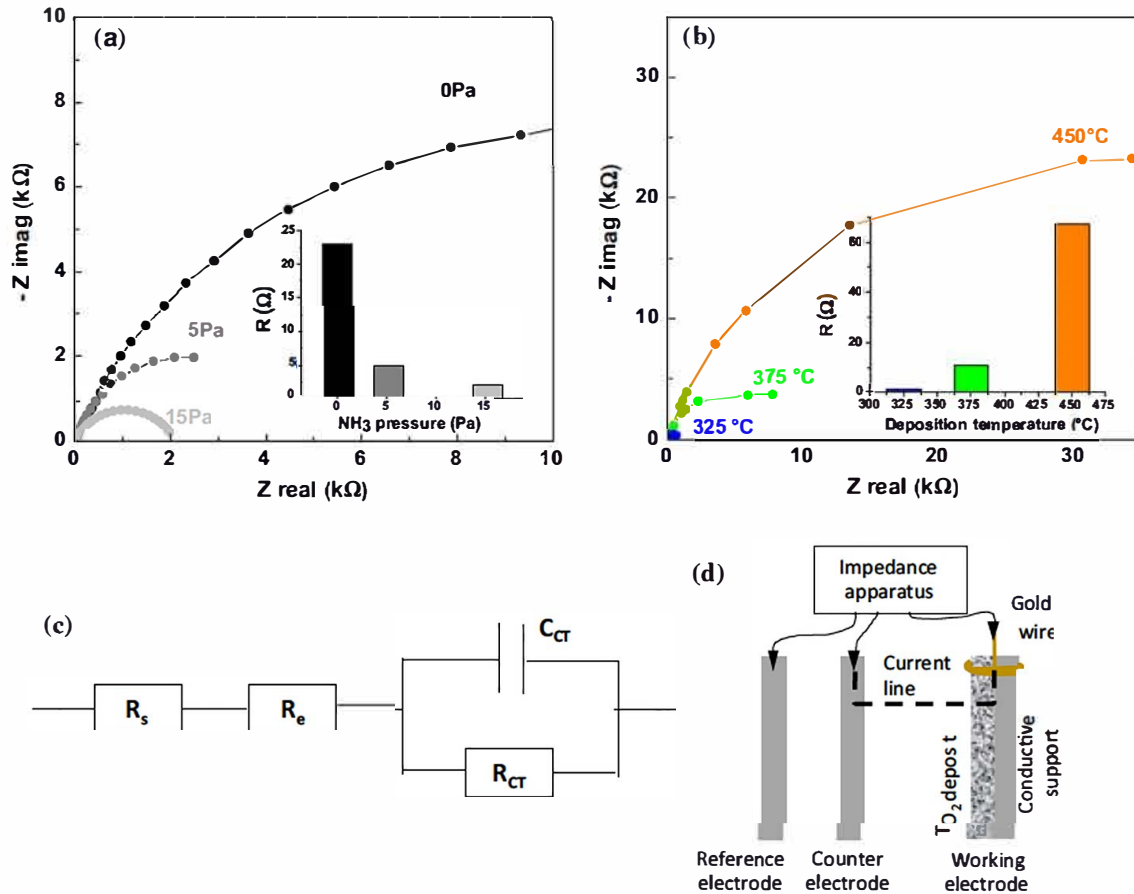 (a)
10
8
6
4
2
0
- Z imag (kΩ)
0Pa
5Pa
15Pa
25
20
15
10
5
0
R (Ω)
0 5 10 15
NH3 pressure (Pa)
0 2 4 6 8 10
Z real (kΩ)
(b)
30
20
10
0
- Z imag (kΩ)
450°C
375 °C
325 °C
60
40
20
0
R (Ω)
300 325 350 375 400 425 450 475
Deposition temperature (°C)
0 10 20 30
Z real (kΩ)
(c)
Rs
Re
CCT
RCT
(d)
Impedance
apparatus
Gold
wire
Current
line
O2 depos t
Conductive
support
Reference
electrode
Counter
electrode
Working
electrode